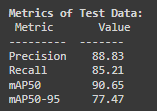 Metrics of Test Data:
Metric Value
--------- -------
Precision 88.83
Recall 85.21
mAP50 90.65
mAP50-95 77.47